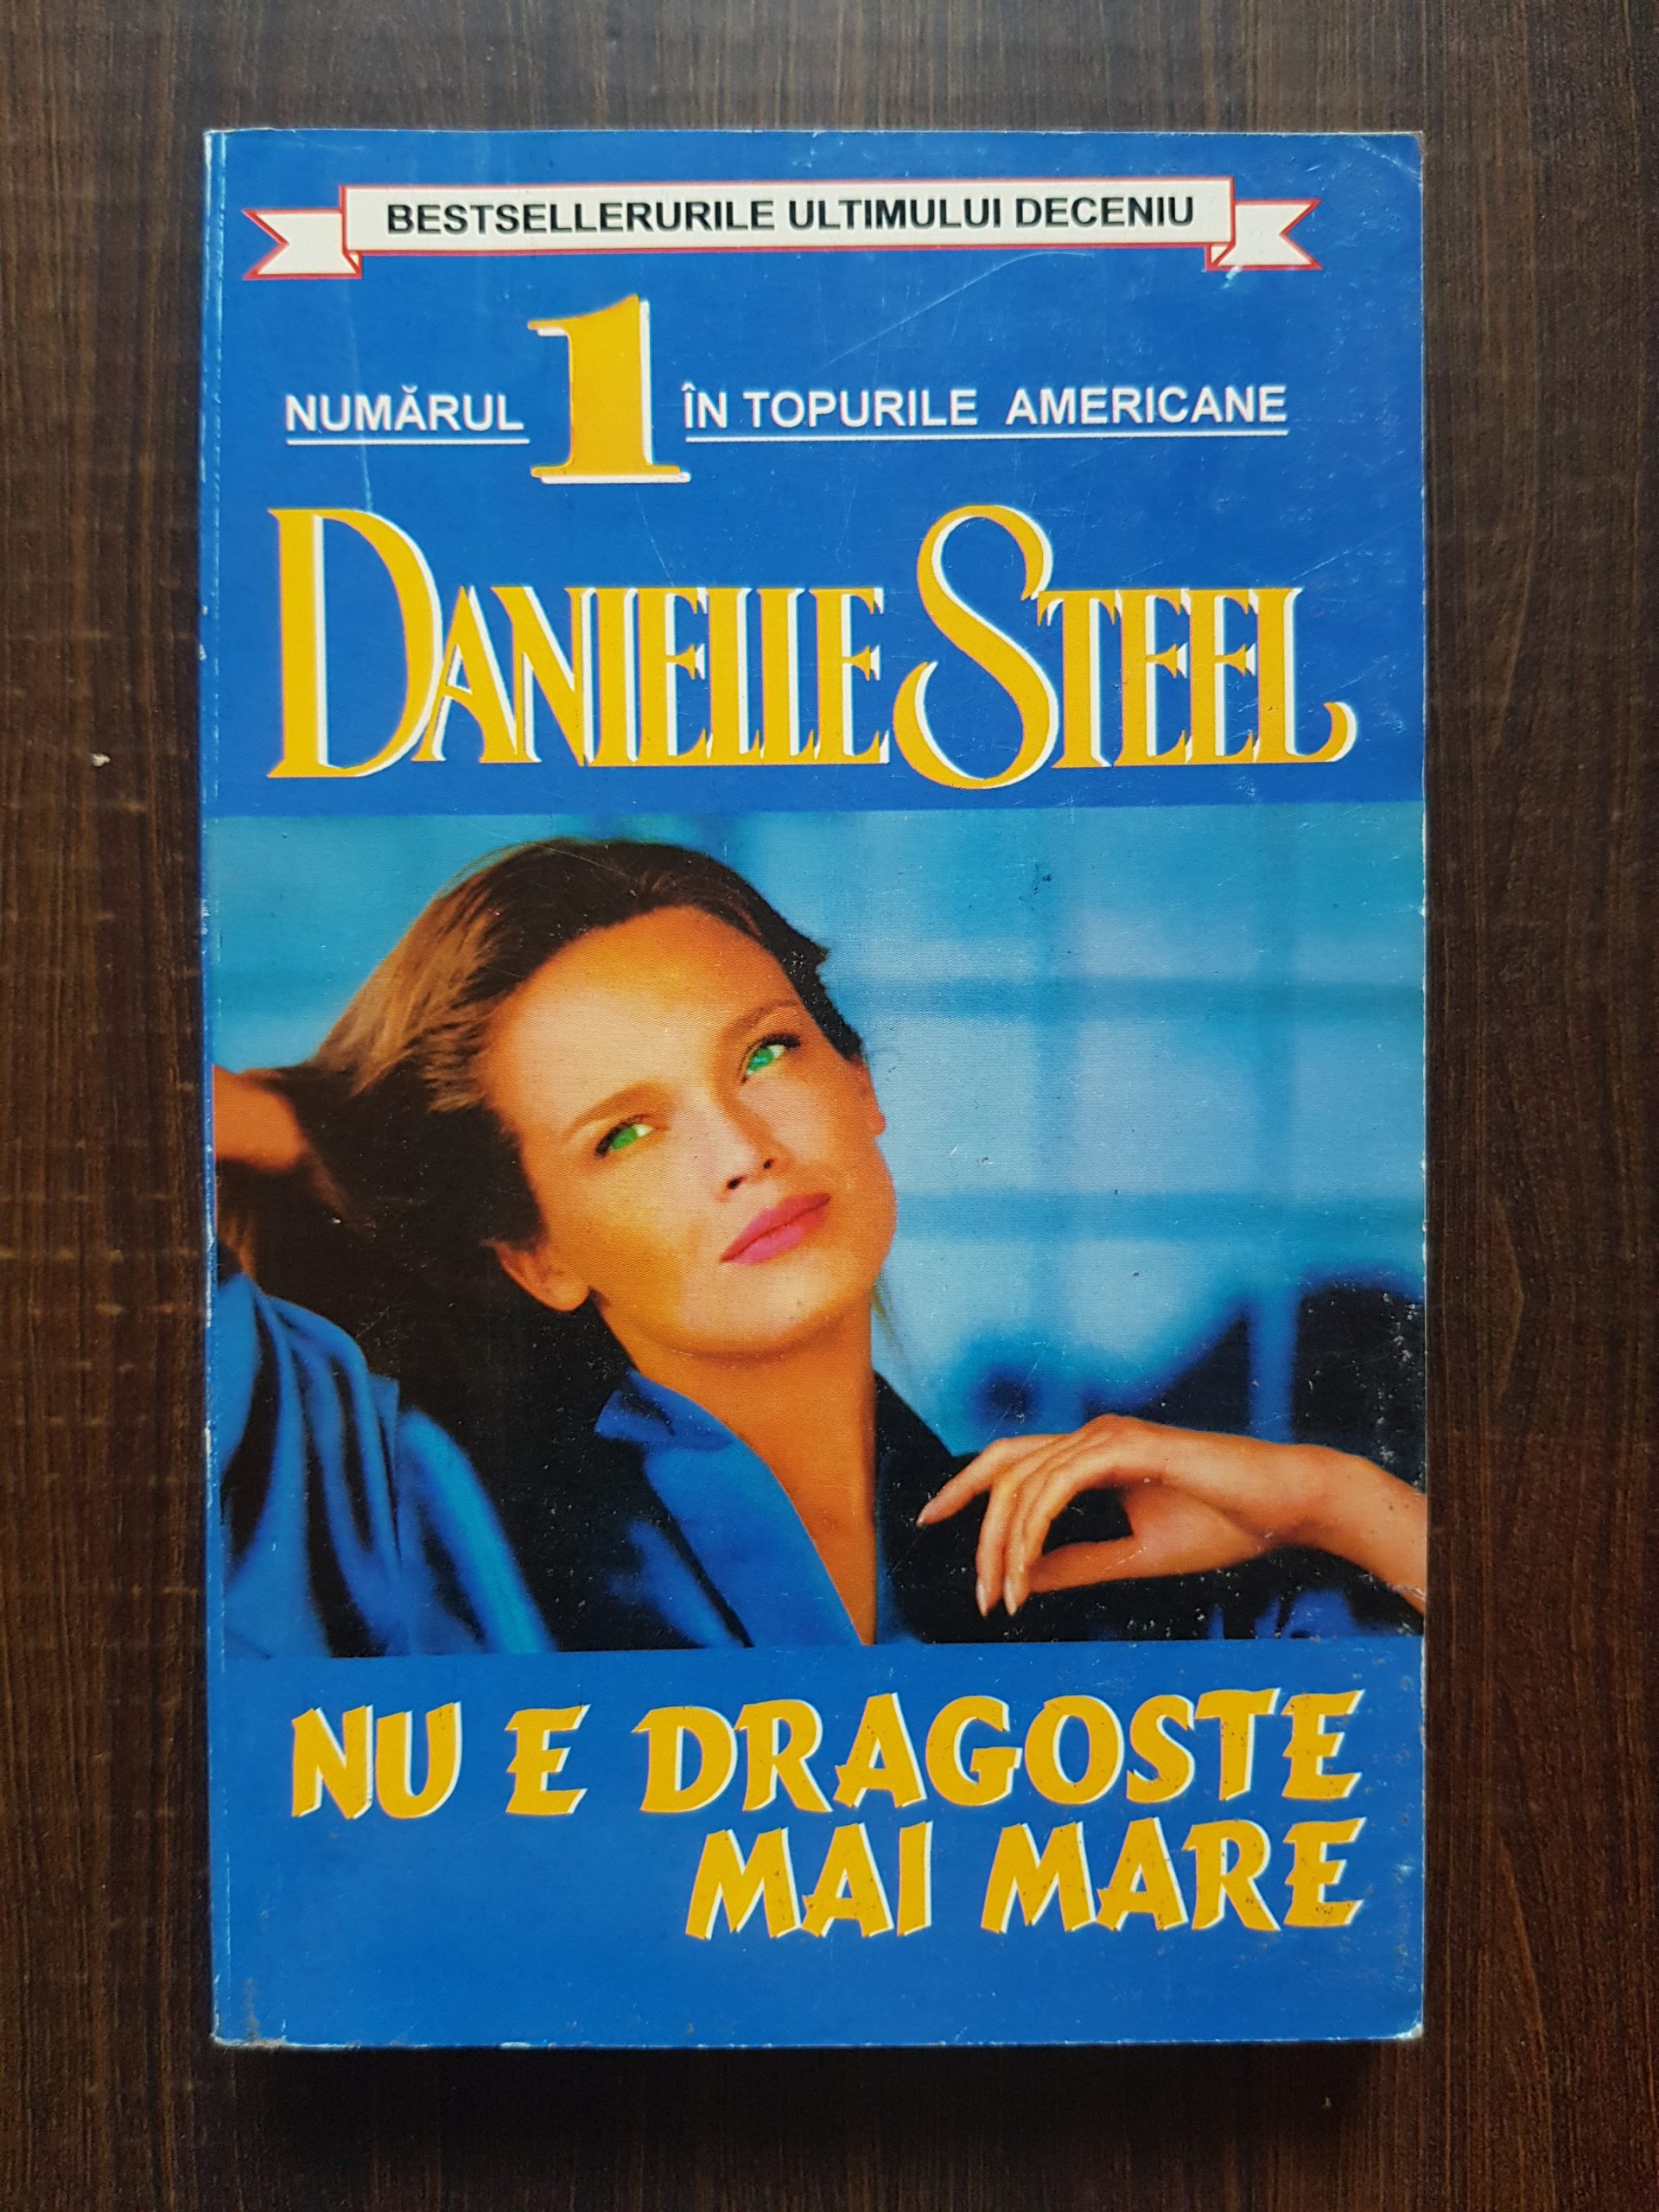 BESTSELLERURILE ULTIMULUI DECENIU
NUMĂRUL 1 ÎN TOPURILE AMERICANE
DANIELLE STEEL
NU E DRAGOSTE
MAI MARE